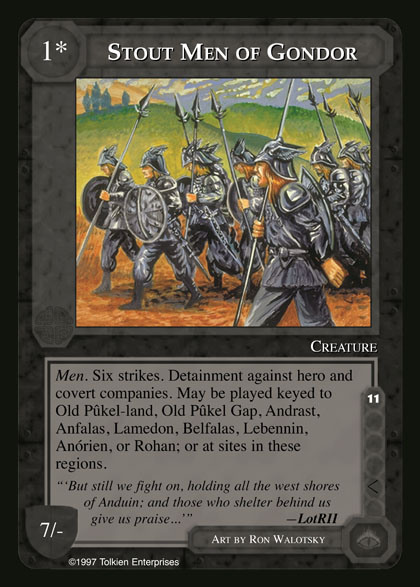 1*
STOUT MEN OF GONDOR
CREATURE
Men. Six strikes. Detainment against hero and
covert companies. May be played keyed to
Old Pûkel-land, Old Pûkel Gap, Andrast,
Anfalas, Lamedon, Belfalas, Lebennin,
Anórien, or Rohan; or at sites in these
regions.
11
“‘But still we fight on, holding all the west shores
of Anduin; and those who shelter behind us
give us praise...’” —LotRII
7/-
ART BY RON WALOTSKY
©1997 Tolkien Enterprises